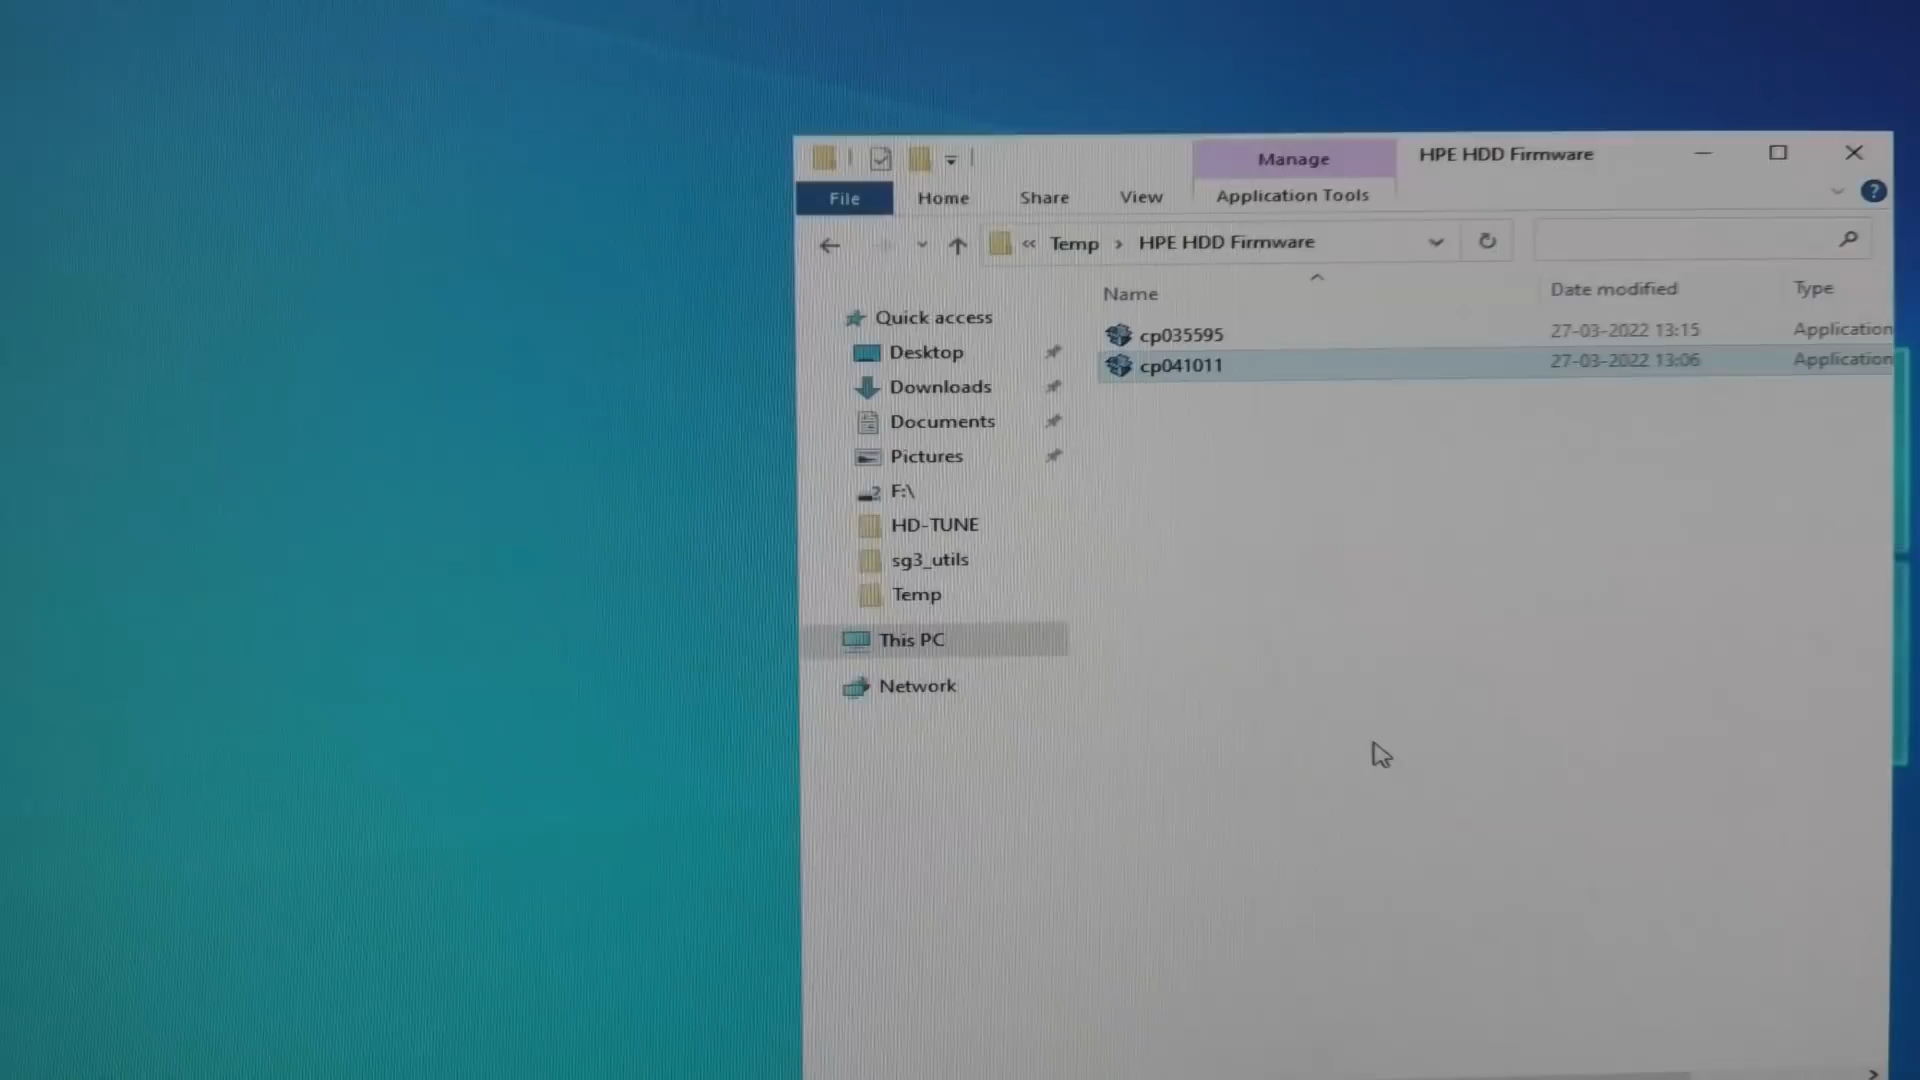 Manage
HPE HDD Firmware
File
Home
Share
View
Application Tools
?
« Temp › HPE HDD Firmware
Name
Date modified
Type
Quick access
Desktop
Downloads
Documents
Pictures
F:\
HD-TUNE
sg3_utils
Temp
This PC
Network
cp035595
27-03-2022 13:15
Application
cp041011
27-03-2022 13:06
Application